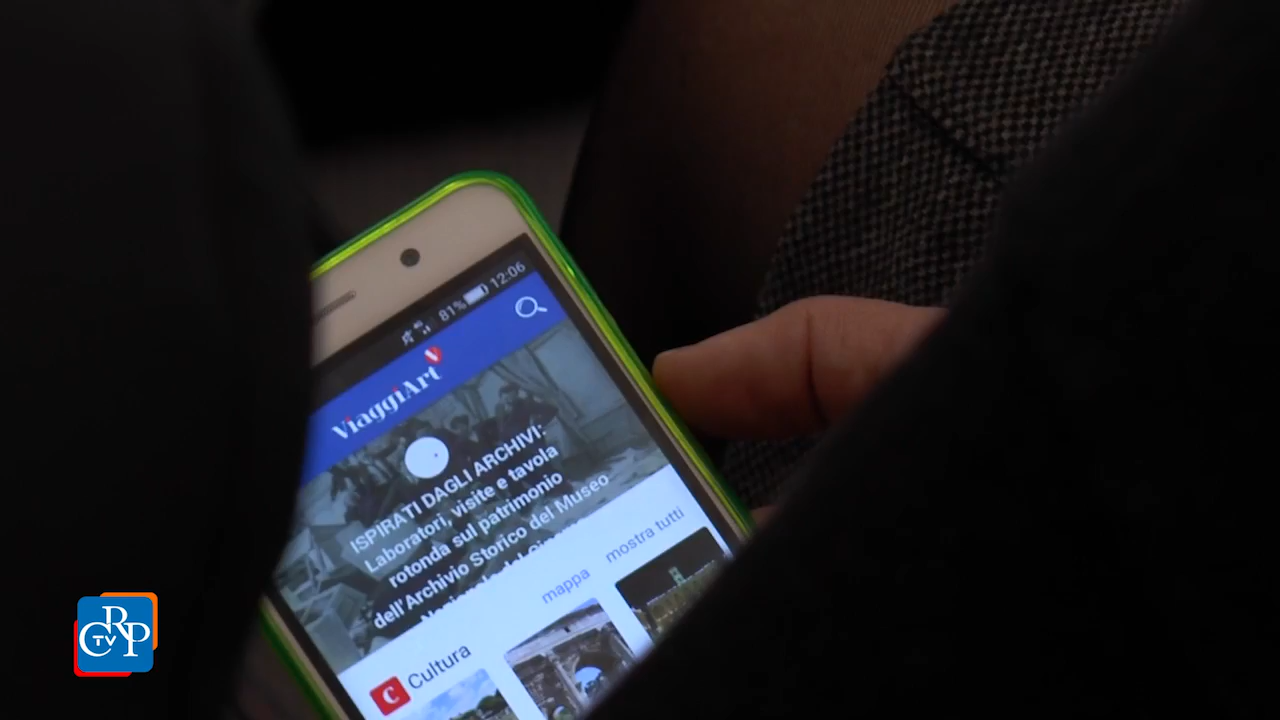 81% 12:06
ViaggiArt
ISPIRATI DAGLI ARCHIVI:
Laboratori, visite e tavola
rotonda sul patrimonio
dell'Archivio Storico del Museo
mappa mostra tutti
C Cultura
CRP
TV